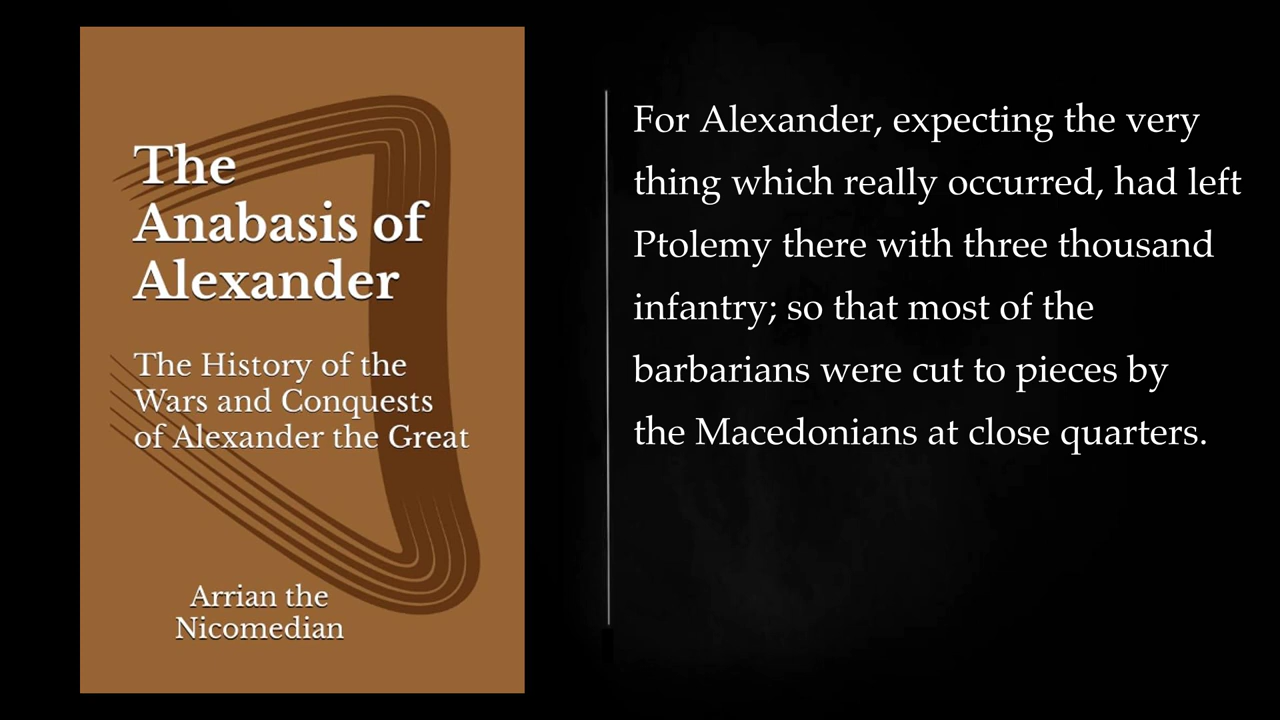 The
Anabasis of
Alexander
The History of the
Wars and Conquests
of Alexander the Great
Arrian the
Nicomedian
For Alexander, expecting the very
thing which really occurred, had left
Ptolemy there with three thousand
infantry; so that most of the
barbarians were cut to pieces by
the Macedonians at close quarters.